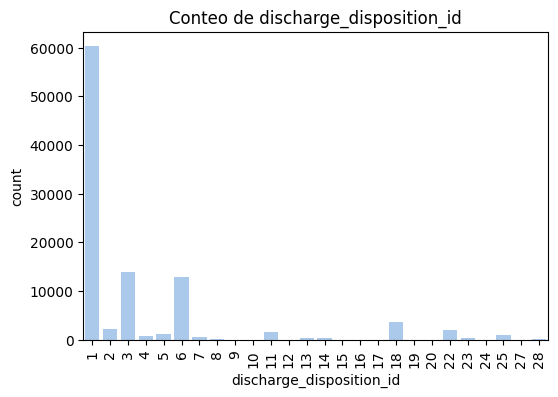 Conteo de discharge_disposition_id
count
60000
50000
40000
30000
20000
10000
0
1 2 3 4 5 6 7 8 9 10 11 12 13 14 15 16 17 18 19 20 22 23 24 25 27 28
discharge_disposition_id